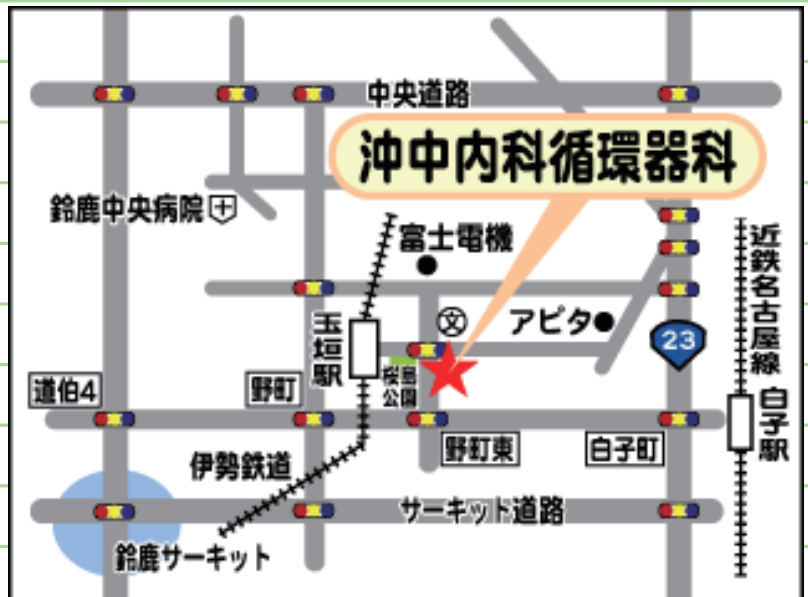 中央道路
沖中内科循環器科
鈴鹿中央病院
富士電機
近鉄名古屋線
文
アピタ
玉垣駅
23
桜島
公園
道伯4
野町
白子駅
野町東
白子町
伊勢鉄道
サーキット道路
鈴鹿サーキット